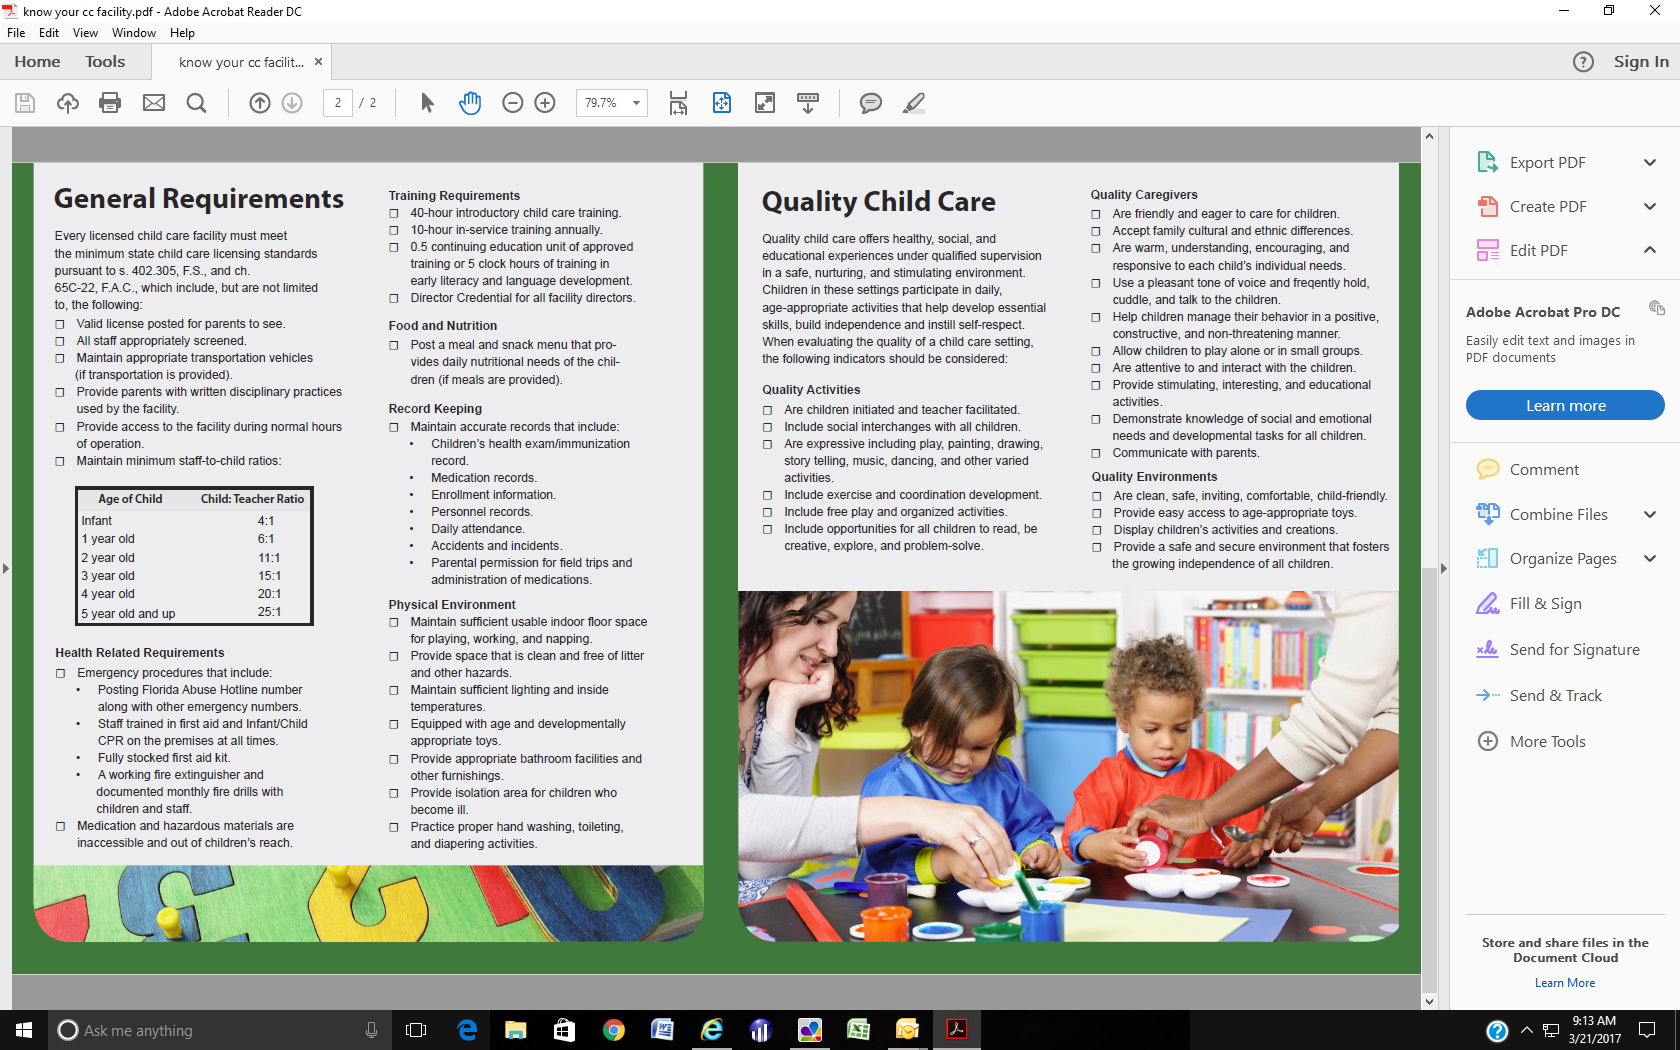 know your cc facility.pdf - Adobe Acrobat Reader DC
File Edit View Window Help
Home Tools know your cc facilit... ×
? Sign In
2 / 2 79.7%
General Requirements
Every licensed child care facility must meet
the minimum state child care licensing standards
pursuant to s. 402.305, F.S., and ch.
65C-22, F.A.C., which include, but are not limited
to, the following:
❒ Valid license posted for parents to see.
❒ All staff appropriately screened.
❒ Maintain appropriate transportation vehicles
(if transportation is provided).
❒ Provide parents with written disciplinary practices
used by the facility.
❒ Provide access to the facility during normal hours
of operation.
❒ Maintain minimum staff-to-child ratios:
Age of Child Child: Teacher Ratio
Infant 4:1
1 year old 6:1
2 year old 11:1
3 year old 15:1
4 year old 20:1
5 year old and up 25:1
Health Related Requirements
❒ Emergency procedures that include:
• Posting Florida Abuse Hotline number
along with other emergency numbers.
• Staff trained in first aid and Infant/Child
CPR on the premises at all times.
• Fully stocked first aid kit.
• A working fire extinguisher and
documented monthly fire drills with
children and staff.
❒ Medication and hazardous materials are
inaccessible and out of children's reach.
Training Requirements
❒ 40-hour introductory child care training.
❒ 10-hour in-service training annually.
❒ 0.5 continuing education unit of approved
training or 5 clock hours of training in
early literacy and language development.
❒ Director Credential for all facility directors.
Food and Nutrition
❒ Post a meal and snack menu that pro-
vides daily nutritional needs of the chil-
dren (if meals are provided).
Record Keeping
❒ Maintain accurate records that include:
• Children's health exam/immunization
record.
• Medication records.
• Enrollment information.
• Personnel records.
• Daily attendance.
• Accidents and incidents.
• Parental permission for field trips and
administration of medications.
Physical Environment
❒ Maintain sufficient usable indoor floor space
for playing, working, and napping.
❒ Provide space that is clean and free of litter
and other hazards.
❒ Maintain sufficient lighting and inside
temperatures.
❒ Equipped with age and developmentally
appropriate toys.
❒ Provide appropriate bathroom facilities and
other furnishings.
❒ Provide isolation area for children who
become ill.
❒ Practice proper hand washing, toileting,
and diapering activities.
Quality Child Care
Quality child care offers healthy, social, and
educational experiences under qualified supervision
in a safe, nurturing, and stimulating environment.
Children in these settings participate in daily,
age-appropriate activities that help develop essential
skills, build independence and instill self-respect.
When evaluating the quality of a child care setting,
the following indicators should be considered:
Quality Activities
❒ Are children initiated and teacher facilitated.
❒ Include social interchanges with all children.
❒ Are expressive including play, painting, drawing,
story telling, music, dancing, and other varied
activities.
❒ Include exercise and coordination development.
❒ Include free play and organized activities.
❒ Include opportunities for all children to read, be
creative, explore, and problem-solve.
Quality Caregivers
❒ Are friendly and eager to care for children.
❒ Accept family cultural and ethnic differences.
❒ Are warm, understanding, encouraging, and
responsive to each child's individual needs.
❒ Use a pleasant tone of voice and freqently hold,
cuddle, and talk to the children.
❒ Help children manage their behavior in a positive,
constructive, and non-threatening manner.
❒ Allow children to play alone or in small groups.
❒ Are attentive to and interact with the children.
❒ Provide stimulating, interesting, and educational
activities.
❒ Demonstrate knowledge of social and emotional
needs and developmental tasks for all children.
❒ Communicate with parents.
Quality Environments
❒ Are clean, safe, inviting, comfortable, child-friendly.
❒ Provide easy access to age-appropriate toys.
❒ Display children's activities and creations.
❒ Provide a safe and secure environment that fosters
the growing independence of all children.
Export PDF
Create PDF
Edit PDF
Adobe Acrobat Pro DC
Easily edit text and images in
PDF documents
Learn more
Comment
Combine Files
Organize Pages
Fill & Sign
Send for Signature
Send & Track
More Tools
Store and share files in the
Document Cloud
Learn More
Ask me anything
9:13 AM
3/21/2017